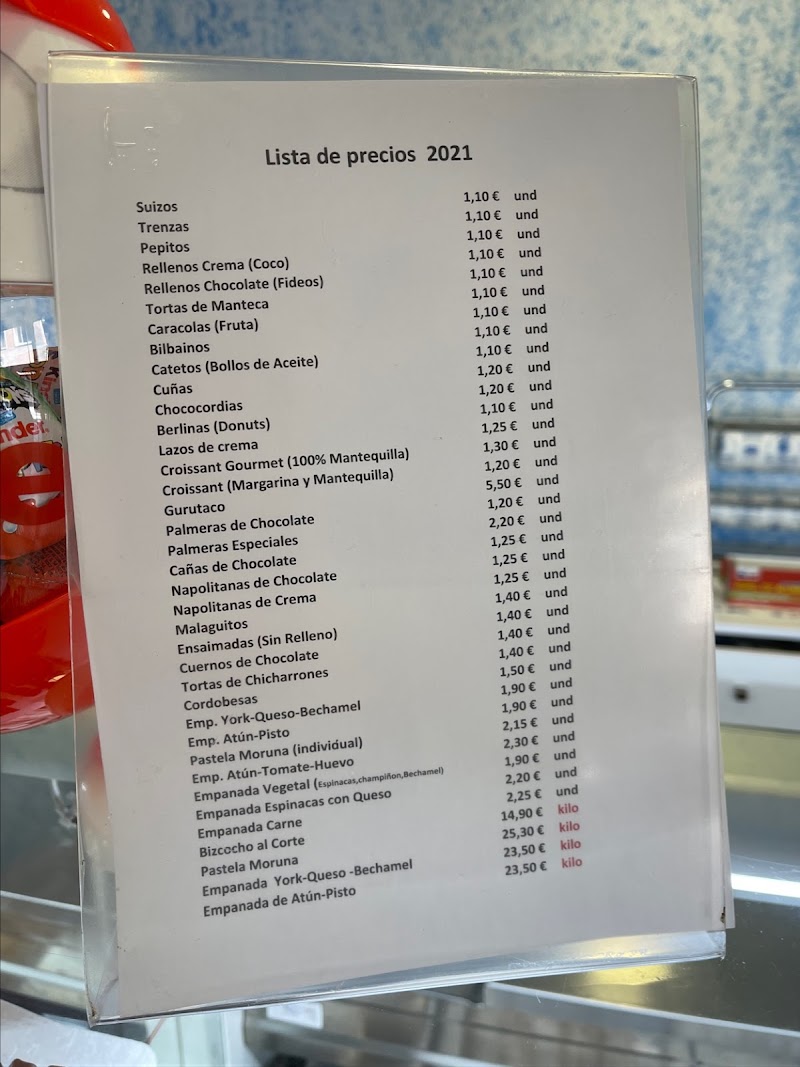 Lista de precios 2021
Suizos 1,10 € und
Trenzas 1,10 € und
Pepitos 1,10 € und
Rellenos Crema (Coco) 1,10 € und
Rellenos Chocolate (Fideos) 1,10 € und
Tortas de Manteca 1,10 € und
Caracolas (Fruta) 1,10 € und
Bilbainos 1,10 € und
Catetos (Bollos de Aceite) 1,10 € und
Cuñas 1,20 € und
Chococordias 1,20 € und
Berlinas (Donuts) 1,10 € und
Lazos de crema 1,25 € und
Croissant Gourmet (100% Mantequilla) 1,30 € und
Croissant (Margarina y Mantequilla) 1,20 € und
Gurutaco 5,50 € und
Palmeras de Chocolate 1,20 € und
Palmeras Especiales 2,20 € und
Cañas de Chocolate 1,25 € und
Napolitanas de Chocolate 1,25 € und
Napolitanas de Crema 1,25 € und
Malaguitos 1,40 € und
Ensaimadas (Sin Relleno) 1,40 € und
Cuernos de Chocolate 1,40 € und
Tortas de Chicharrones 1,40 € und
Cordobesas 1,50 € und
Emp. York-Queso-Bechamel 1,90 € und
Emp. Atún-Pisto 1,90 € und
Pastela Moruna (individual) 2,15 € und
Emp. Atún-Tomate-Huevo 2,30 € und
Empanada Vegetal (Espinacas,champiñon,Bechamel) 1,90 € und
Empanada Espinacas con Queso 2,20 € und
Empanada Carne 2,25 € und
Bizcocho al Corte 14,90 € kilo
Pastela Moruna 25,30 € kilo
Empanada York-Queso -Bechamel 23,50 € kilo
Empanada de Atún-Pisto 23,50 € kilo